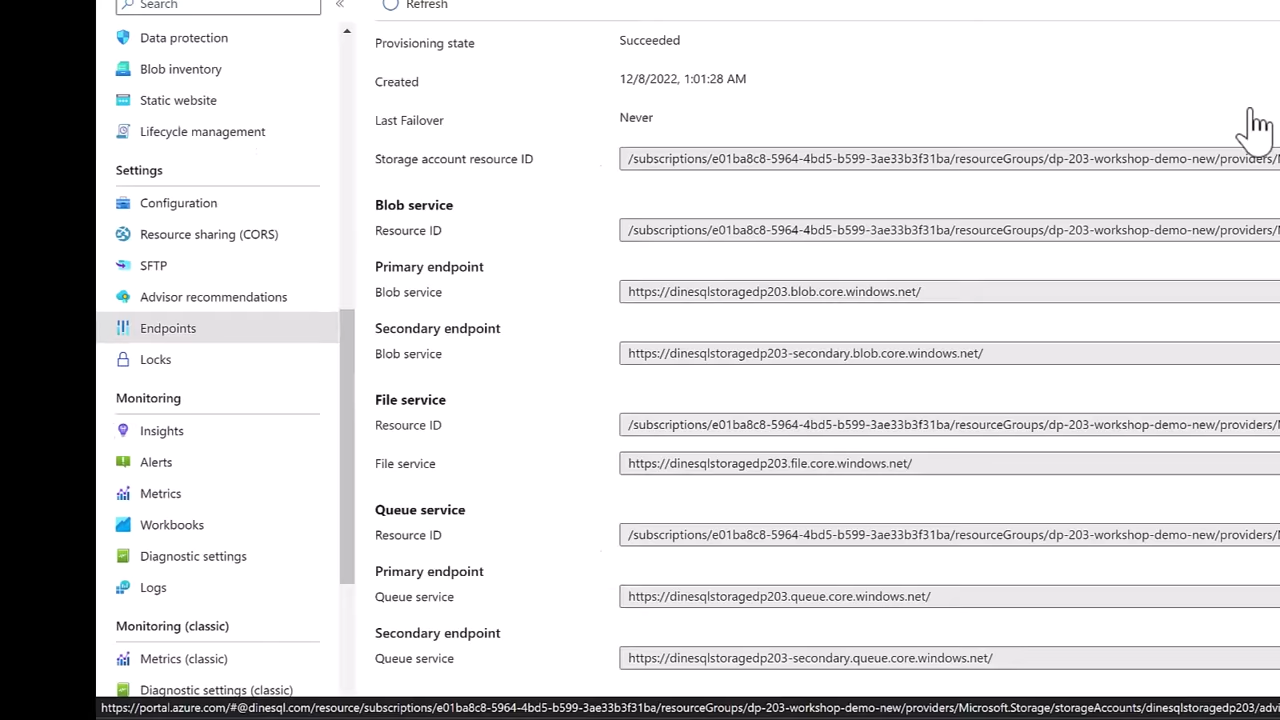 Search
«
Refresh
Data protection
Blob inventory
Static website
Lifecycle management
Settings
Configuration
Resource sharing (CORS)
SFTP
Advisor recommendations
Endpoints
Locks
Monitoring
Insights
Alerts
Metrics
Workbooks
Diagnostic settings
Logs
Monitoring (classic)
Metrics (classic)
Diagnostic settings (classic)
Provisioning state
Succeeded
Created
12/8/2022, 1:01:28 AM
Last Failover
Never
Storage account resource ID
/subscriptions/e01ba8c8-5964-4bd5-b599-3ae33b3f31ba/resourceGroups/dp-203-workshop-demo-new/providers/M
Blob service
Resource ID
/subscriptions/e01ba8c8-5964-4bd5-b599-3ae33b3f31ba/resourceGroups/dp-203-workshop-demo-new/providers/M
Primary endpoint
Blob service
https://dinesqlstoragedp203.blob.core.windows.net/
Secondary endpoint
Blob service
https://dinesqlstoragedp203-secondary.blob.core.windows.net/
File service
Resource ID
/subscriptions/e01ba8c8-5964-4bd5-b599-3ae33b3f31ba/resourceGroups/dp-203-workshop-demo-new/providers/M
File service
https://dinesqlstoragedp203.file.core.windows.net/
Queue service
Resource ID
/subscriptions/e01ba8c8-5964-4bd5-b599-3ae33b3f31ba/resourceGroups/dp-203-workshop-demo-new/providers/M
Primary endpoint
Queue service
https://dinesqlstoragedp203.queue.core.windows.net/
Secondary endpoint
Queue service
https://dinesqlstoragedp203-secondary.queue.core.windows.net/
https://portal.azure.com/#@dinesql.com/resource/subscriptions/e01ba8c8-5964-4bd5-b599-3ae33b3f31ba/resourceGroups/dp-203-workshop-demo-new/providers/Microsoft.Storage/storageAccounts/dinesqlstoragedp203/advi